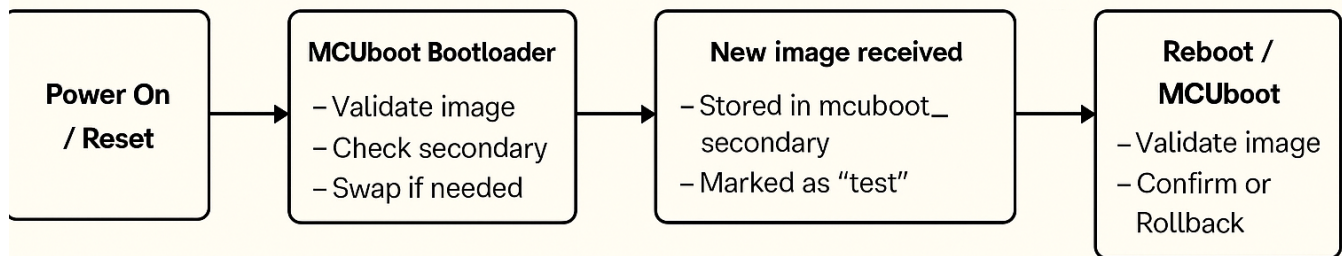 Power On
/ Reset
MCUboot Bootloader
– Validate image
– Check secondary
– Swap if needed
New image received
– Stored in mcuboot_
secondary
– Marked as “test”
Reboot /
MCUboot
– Validate image
– Confirm or
Rollback